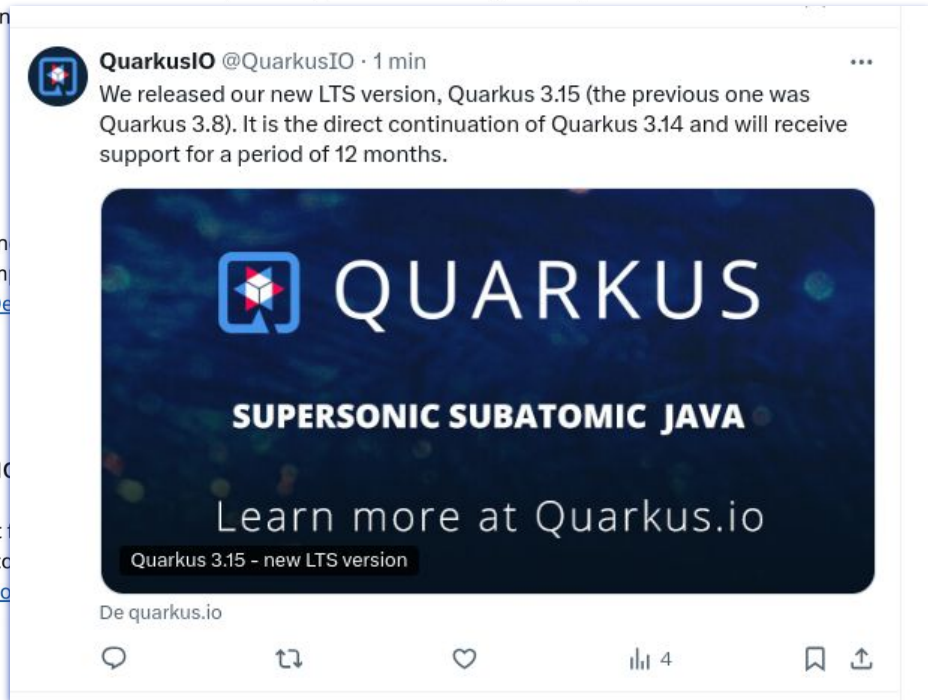 QuarkusIO @QuarkusIO · 1 min
We released our new LTS version, Quarkus 3.15 (the previous one was
Quarkus 3.8). It is the direct continuation of Quarkus 3.14 and will receive
support for a period of 12 months.
QUARKUS
SUPERSONIC SUBATOMIC JAVA
Learn more at Quarkus.io
Quarkus 3.15 - new LTS version
De quarkus.io
4